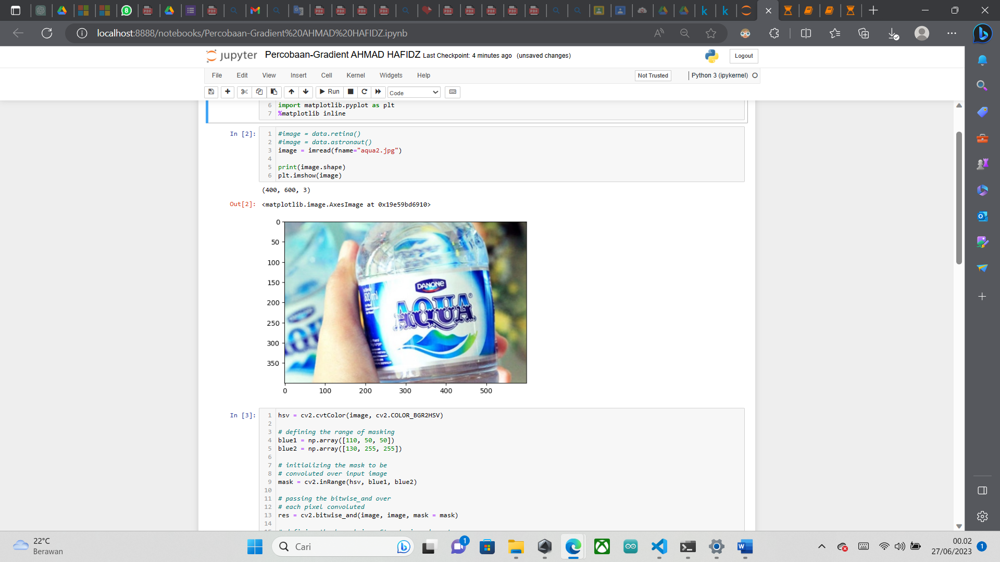 localhost:8888/notebooks/Percobaan-Gradient%20AHMAD%20HAFIDZ.ipynb
jupyter Percobaan-Gradient AHMAD HAFIDZ Last Checkpoint: 4 minutes ago (unsaved changes)
Logout
File Edit View Insert Cell Kernel Widgets Help
Not Trusted
Python 3 (ipykernel)
Run
Code
6 import matplotlib.pyplot as plt
7 %matplotlib inline
In [2]:
1 #image = data.retina()
2 #image = data.astronaut()
3 image = imread(fname="aqua2.jpg")
4
5 print(image.shape)
6 plt.imshow(image)
(400, 600, 3)
Out[2]: <matplotlib.image.AxesImage at 0x19e59bd6910>
0
50
100
150
200
250
300
350
0 100 200 300 400 500
DANONE
AQUA
600 ml
In [3]:
1 hsv = cv2.cvtColor(image, cv2.COLOR_BGR2HSV)
2
3 # defining the range of masking
4 blue1 = np.array([110, 50, 50])
5 blue2 = np.array([130, 255, 255])
6
7 # initializing the mask to be
8 # convoluted over input image
9 mask = cv2.inRange(hsv, blue1, blue2)
10
11 # passing the bitwise_and over
12 # each pixel convoluted
13 res = cv2.bitwise_and(image, image, mask = mask)
14
22°C
Berawan
Cari
1
00.02
27/06/2023
1